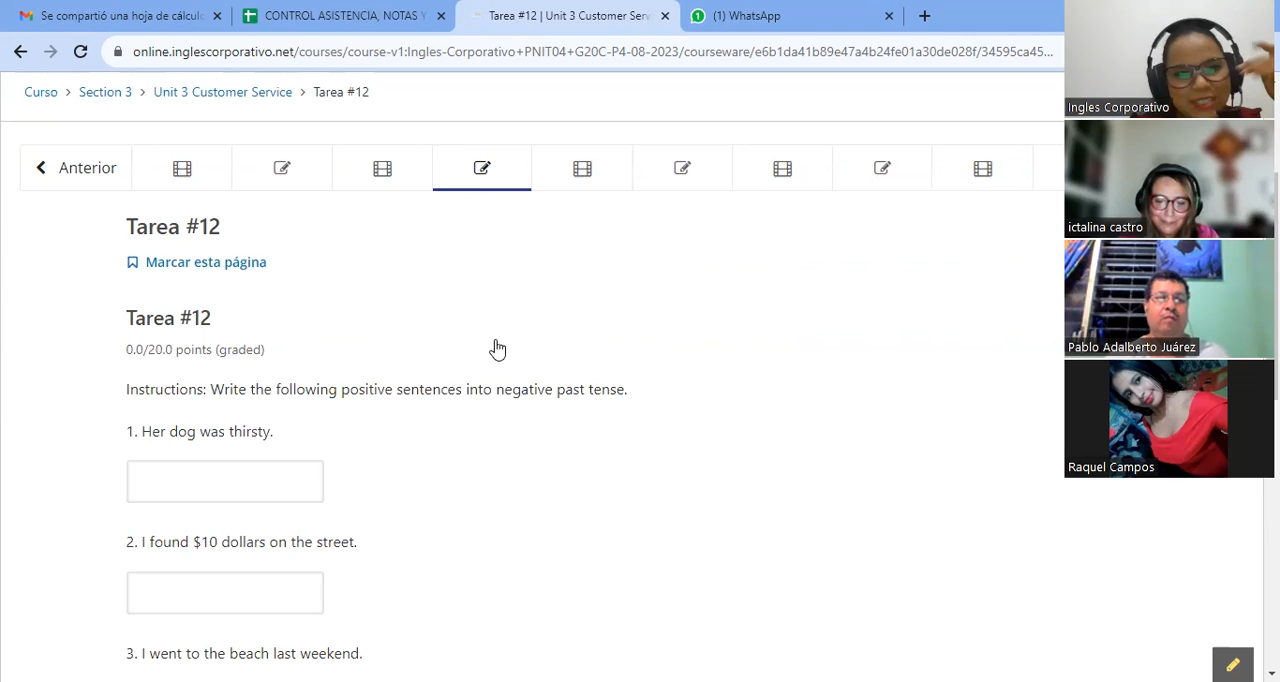 Se compartió una hoja de cálcul
CONTROL ASISTENCIA, NOTAS Y
Tarea #12 | Unit 3 Customer Serv
(1) WhatsApp
online.inglescorporativo.net/courses/course-v1:Ingles-Corporativo+PNIT04+G20C-P4-08-2023/courseware/e6b1da41b89e47a4b24fe01a30de028f/34595ca45...
Curso > Section 3 > Unit 3 Customer Service > Tarea #12
Anterior
Tarea #12
Marcar esta página
Tarea #12
0.0/20.0 points (graded)
Instructions: Write the following positive sentences into negative past tense.
1. Her dog was thirsty.
2. I found $10 dollars on the street.
3. I went to the beach last weekend.
Ingles Corporativo
ictalina castro
Pablo Adalberto Juárez
Raquel Campos